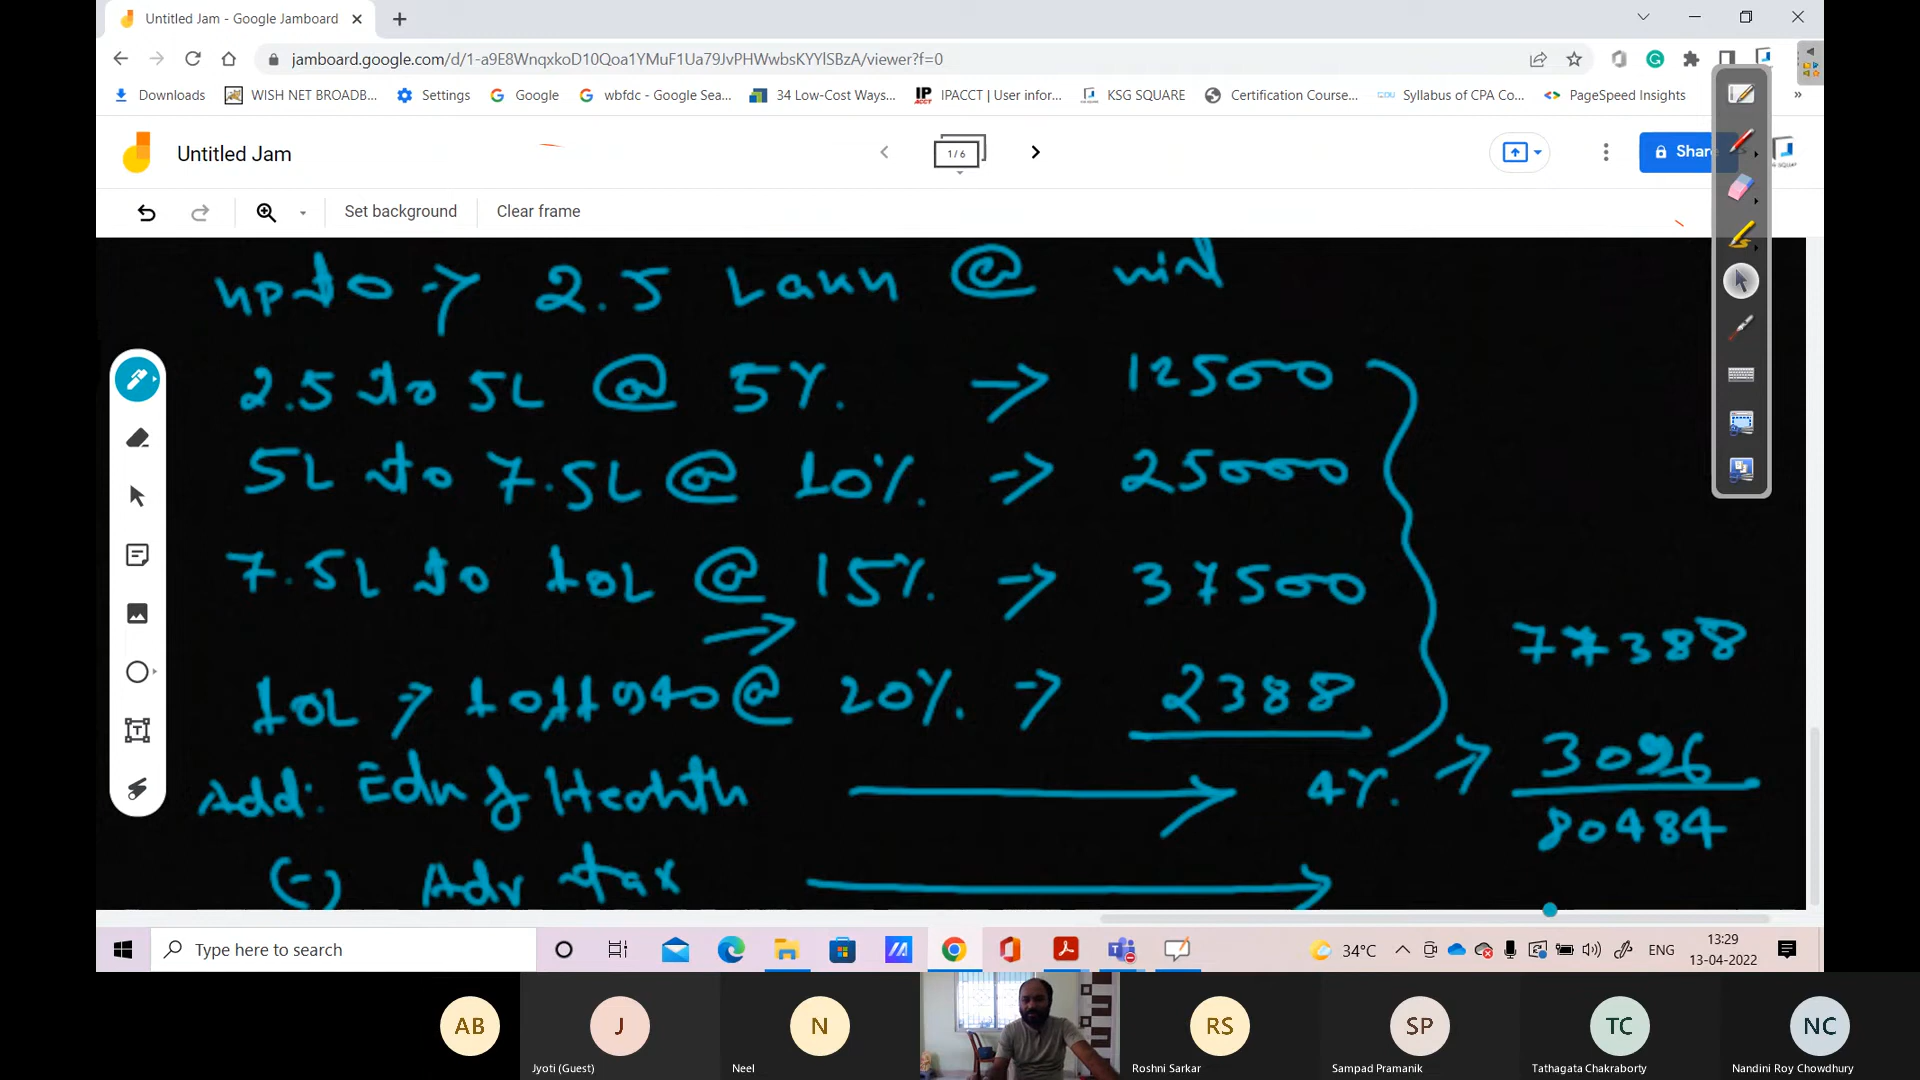 Untitled Jam - Google Jamboard
jamboard.google.com/d/1-a9E8WnqxkoD10Qoa1YMuF1Ua79JvPHWwbsKYYlSBzA/viewer?f=0
Downloads WISH NET BROADB... Settings Google wbfdc - Google Sea... 34 Low-Cost Ways... IP ACCT IPACCT | User infor... KSG SQUARE Certification Course... Syllabus of CPA Co... PageSpeed Insights »
Untitled Jam 1/6 Share
Set background Clear frame
upto → 2.5 Lakh @ nil
2.5 to 5L @ 5%. → 12500
5L to 7.5L @ 10%. → 25000
7.5L to 10L @ 15%. → 37500
77388
10L → 1011940 @ 20%. → 2388
Add: Edn & Health → 4%. → 3096
80484
(-) Adv tax →
Type here to search
34°C ENG 13:29
13-04-2022
AB J N RS SP TC NC
Jyoti (Guest) Neel Roshni Sarkar Sampad Pramanik Tathagata Chakraborty Nandini Roy Chowdhury